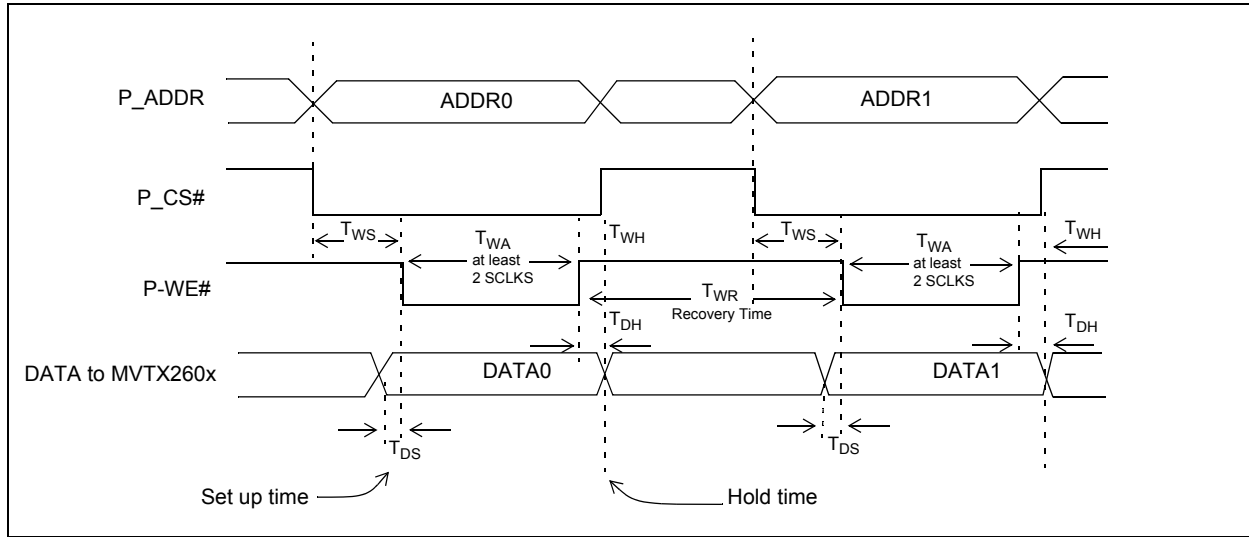 P_ADDR
ADDR0
ADDR1
P_CS#
TWS
TWA
at least
2 SCLKS
TWH
TWS
TWA
at least
2 SCLKS
TWH
P-WE#
TWR
Recovery Time
TDH
TDH
DATA to MVTX260x
DATA0
DATA1
TDS
TDS
Set up time
Hold time